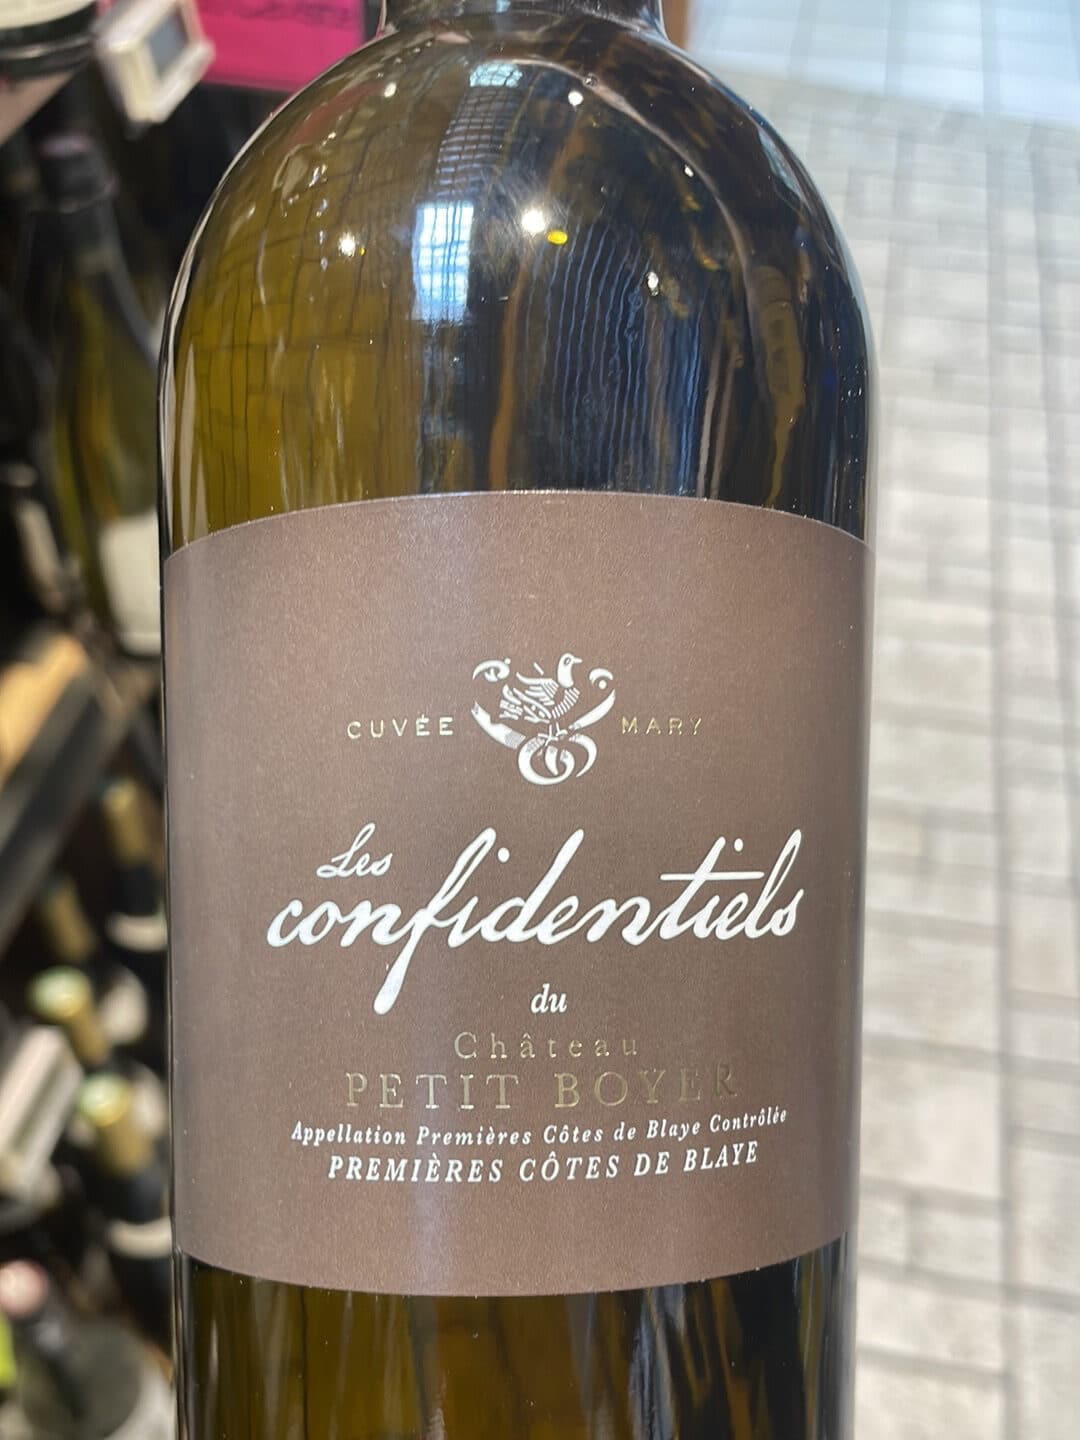 CUVÉE MARY
Les
confidentiels
du
Château
PETIT BOYER
Appellation Premières Côtes de Blaye Contrôlée
PREMIÈRES CÔTES DE BLAYE